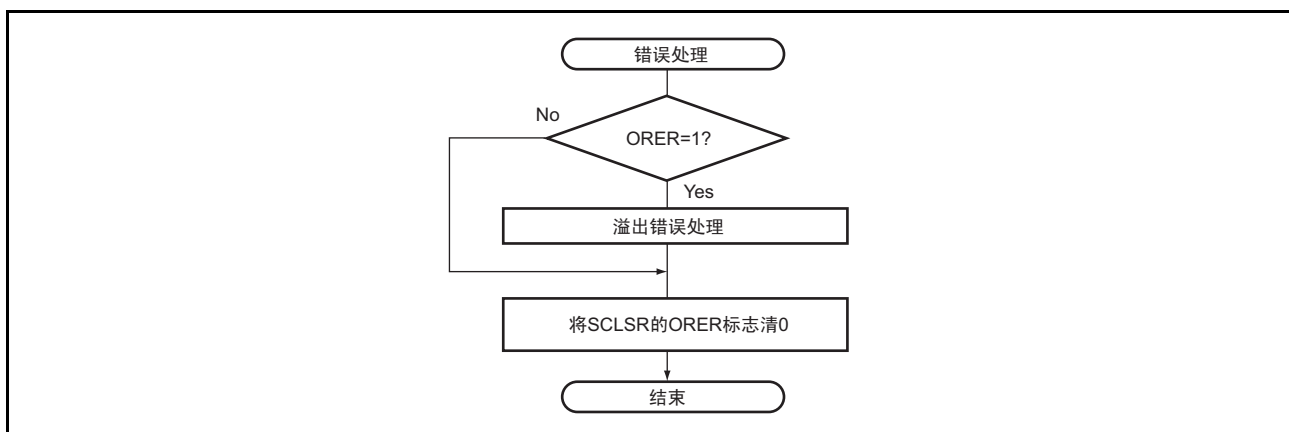 错误处理
No
ORER=1?
Yes
溢出错误处理
将SCLSR的ORER标志清0
结束